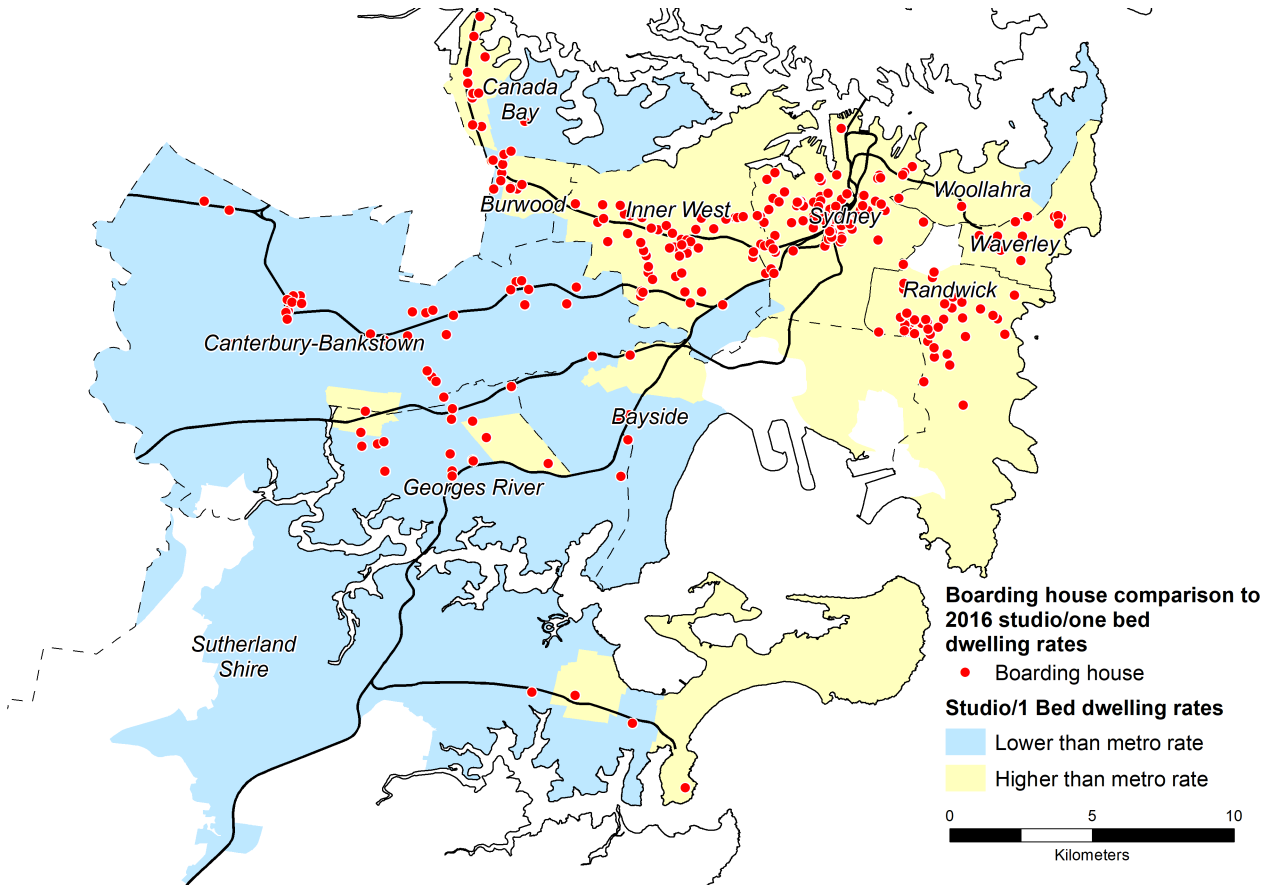 Canada
Bay
Burwood
Inner West
Sydney
Woollahra
Waverley
Randwick
Canterbury-Bankstown
Bayside
Georges River
Sutherland
Shire
Boarding house comparison to
2016 studio/one bed
dwelling rates
Boarding house
Studio/1 Bed dwelling rates
Lower than metro rate
Higher than metro rate
0 5 10
Kilometers